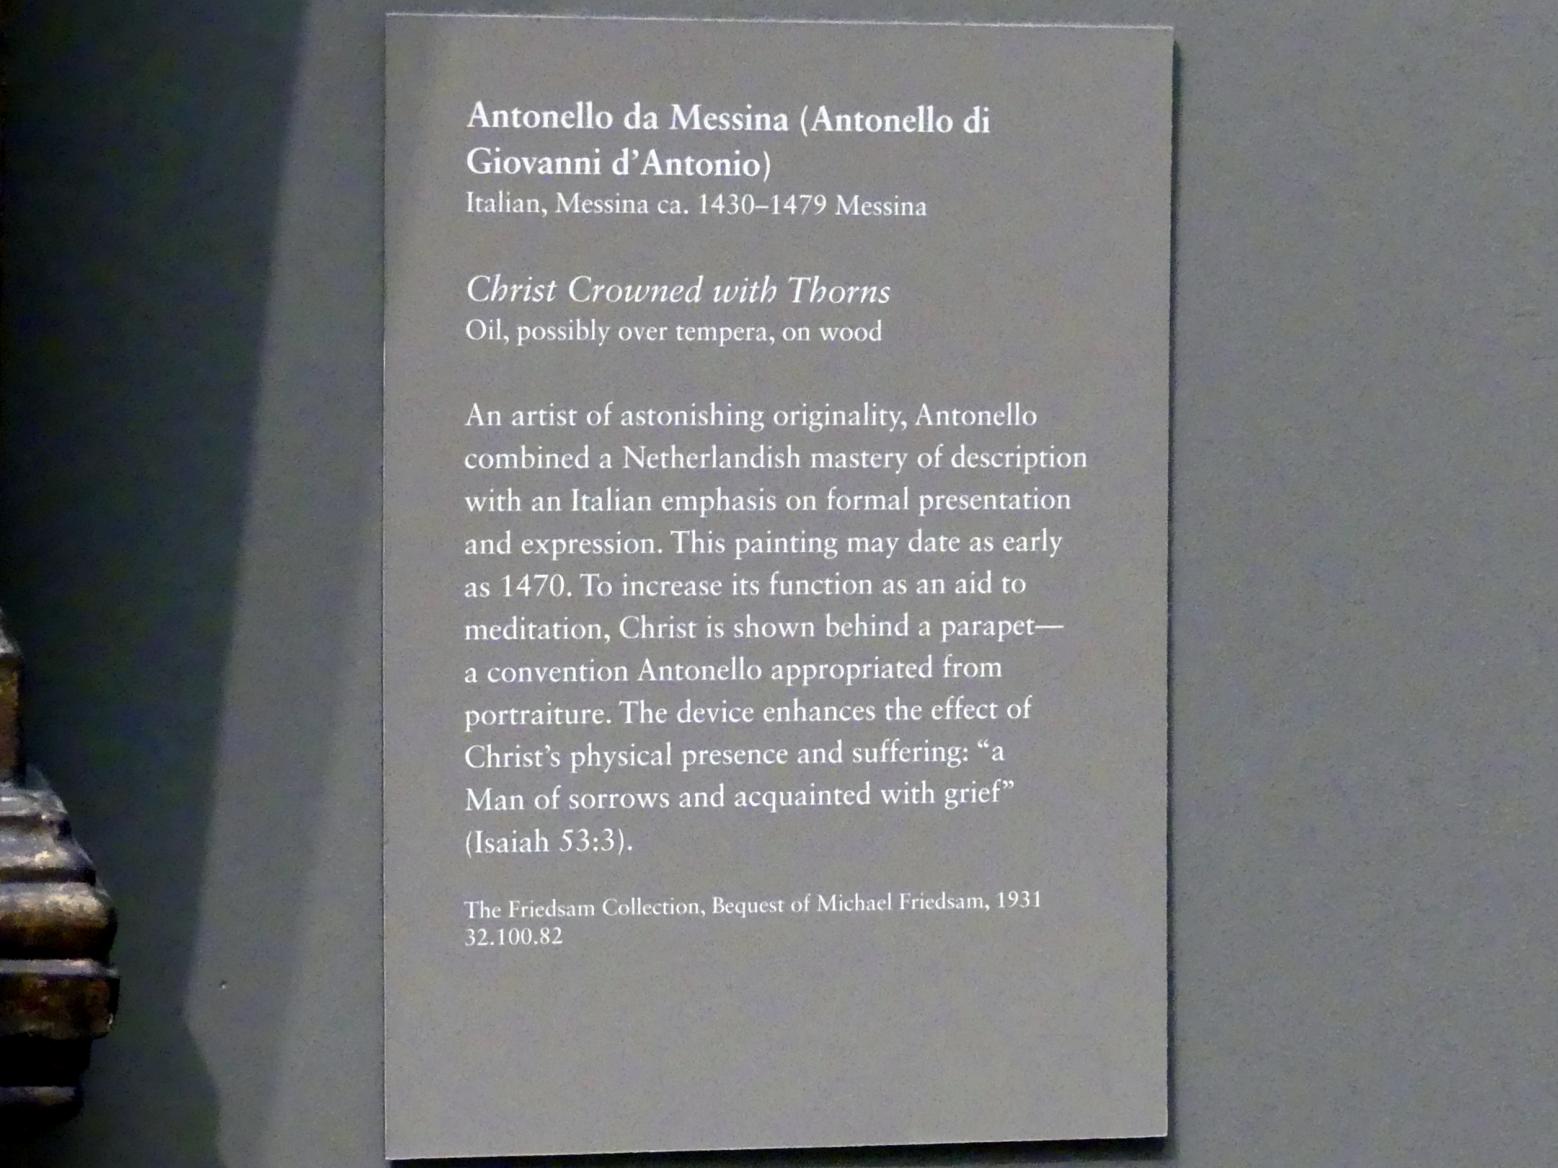 Antonello da Messina (Antonello di
Giovanni d’Antonio)
Italian, Messina ca. 1430–1479 Messina
Christ Crowned with Thorns
Oil, possibly over tempera, on wood
An artist of astonishing originality, Antonello
combined a Netherlandish mastery of description
with an Italian emphasis on formal presentation
and expression. This painting may date as early
as 1470. To increase its function as an aid to
meditation, Christ is shown behind a parapet—
a convention Antonello appropriated from
portraiture. The device enhances the effect of
Christ’s physical presence and suffering: “a
Man of sorrows and acquainted with grief”
(Isaiah 53:3).
The Friedsam Collection, Bequest of Michael Friedsam, 1931
32.100.82